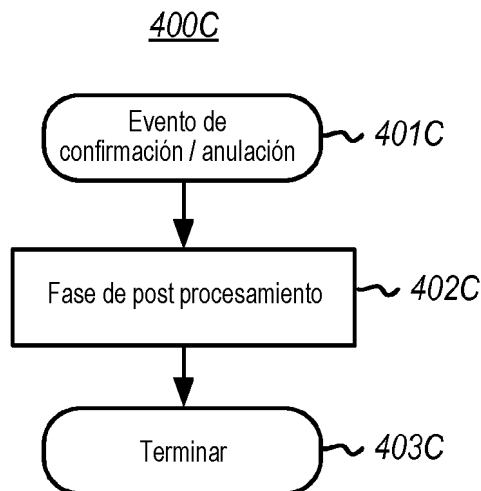 400C
Evento de
confirmación / anulación
401C
Fase de post procesamiento
402C
Terminar
403C